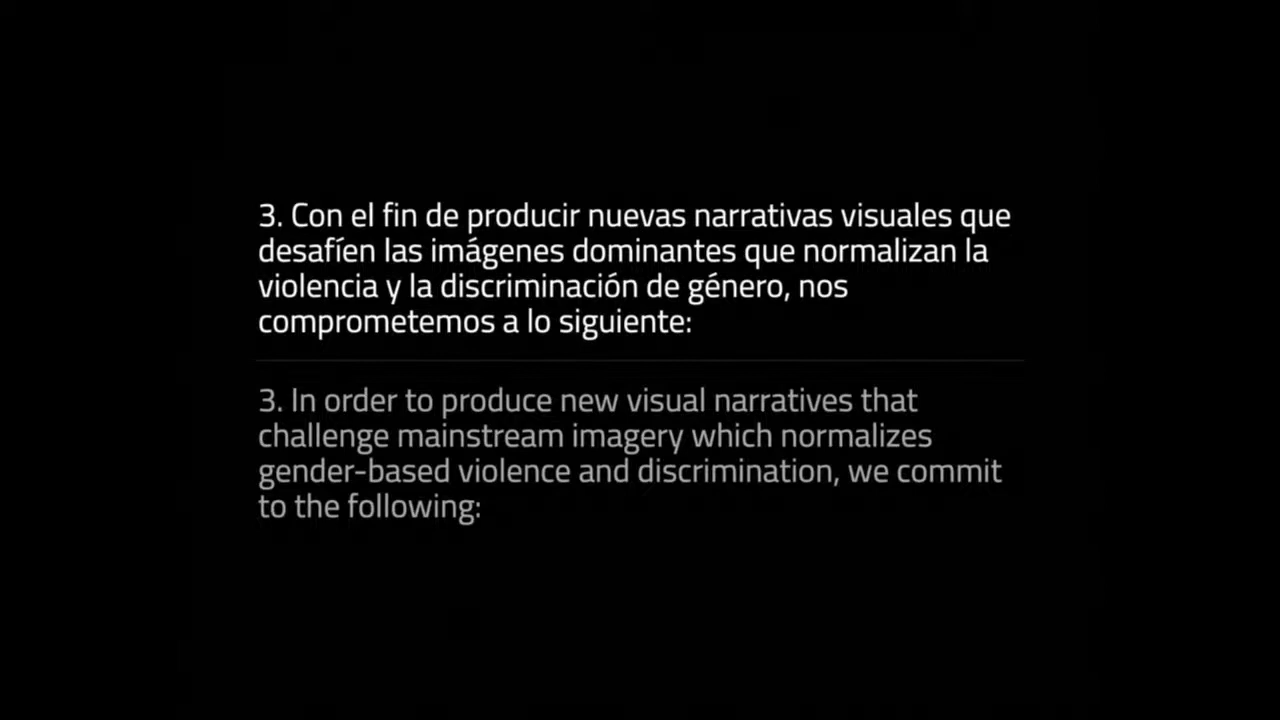 3. Con el fin de producir nuevas narrativas visuales que
desafíen las imágenes dominantes que normalizan la
violencia y la discriminación de género, nos
comprometemos a lo siguiente:
3. In order to produce new visual narratives that
challenge mainstream imagery which normalizes
gender-based violence and discrimination, we commit
to the following: